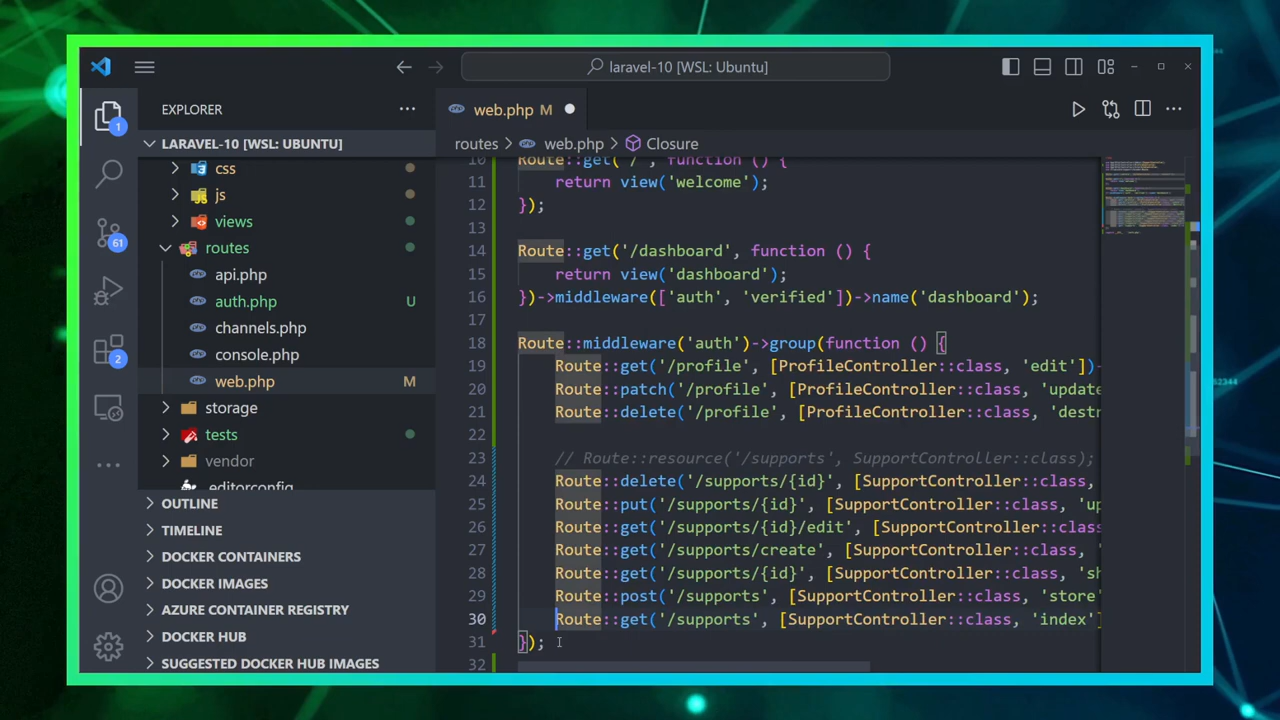 laravel-10 [WSL: Ubuntu]
EXPLORER
1
LARAVEL-10 [WSL: UBUNTU]
css
js
views
routes
api.php
auth.php U
channels.php
console.php
web.php M
storage
tests
vendor
.editorconfig
61
2
OUTLINE
TIMELINE
DOCKER CONTAINERS
DOCKER IMAGES
AZURE CONTAINER REGISTRY
DOCKER HUB
SUGGESTED DOCKER HUB IMAGES
web.php M
routes > web.php > Closure
10 Route::get('/', function () {
11 return view('welcome');
12 });
13
14 Route::get('/dashboard', function () {
15 return view('dashboard');
16 })->middleware(['auth', 'verified'])->name('dashboard');
17
18 Route::middleware('auth')->group(function () {
19 Route::get('/profile', [ProfileController::class, 'edit'])-
20 Route::patch('/profile', [ProfileController::class, 'update
21 Route::delete('/profile', [ProfileController::class, 'destr
22
23 // Route::resource('/supports', SupportController::class);
24 Route::delete('/supports/{id}', [SupportController::class,
25 Route::put('/supports/{id}', [SupportController::class, 'up
26 Route::get('/supports/{id}/edit', [SupportController::class
27 Route::get('/supports/create', [SupportController::class, '
28 Route::get('/supports/{id}', [SupportController::class, 'sh
29 Route::post('/supports', [SupportController::class, 'store'
30 Route::get('/supports', [SupportController::class, 'index']
31 });
32